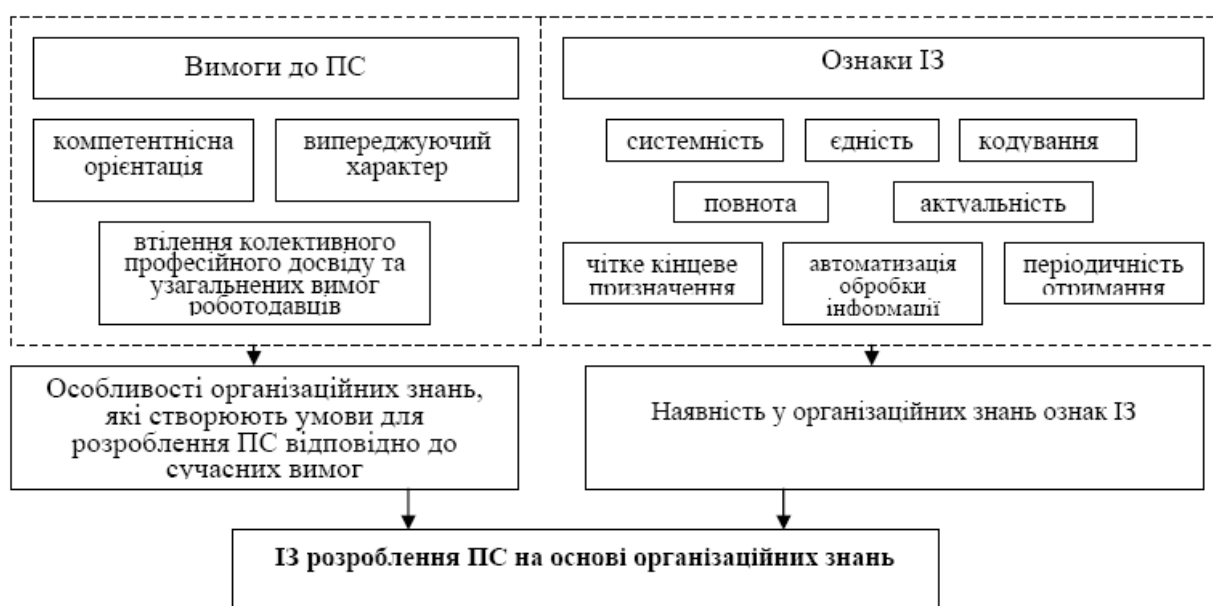 Вимоги до ПС
Ознаки ІЗ
компетентнісна
орієнтація
випереджуючий
характер
втілення колективного
професійного досвіду та
узагальнених вимог
роботодавців
системність
єдність
кодування
повнота
актуальність
чітке кінцеве
призначення
автоматизація
обробки
інформації
періодичність
отримання
Особливості організаційних знань,
які створюють умови для
розроблення ПС відповідно до
сучасних вимог
Наявність у організаційних знань ознак ІЗ
ІЗ розроблення ПС на основі організаційних знань